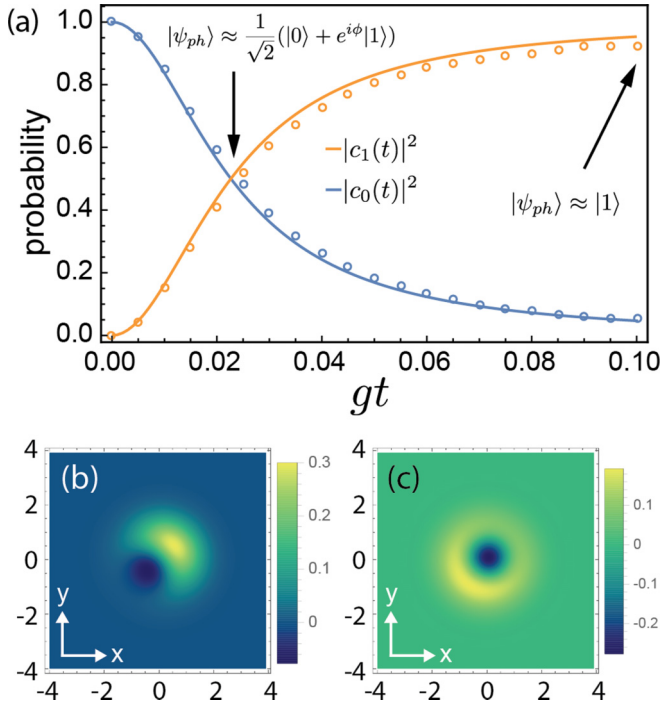 (a)
|ψ_ph⟩ ≈ 1/√2 (|0⟩ + e^{iϕ}|1⟩)
1.0
0.8
0.6
0.4
0.2
0.0
probability
|c₁(t)|²
|c₀(t)|²
|ψ_ph⟩ ≈ |1⟩
0.00 0.02 0.04 0.06 0.08 0.10
gt
(b)
4
2
0
-2
-4
y
x
-4 -2 0 2 4
0.3
0.2
0.1
0
(c)
4
2
0
-2
-4
y
x
-4 -2 0 2 4
0.1
0
-0.1
-0.2